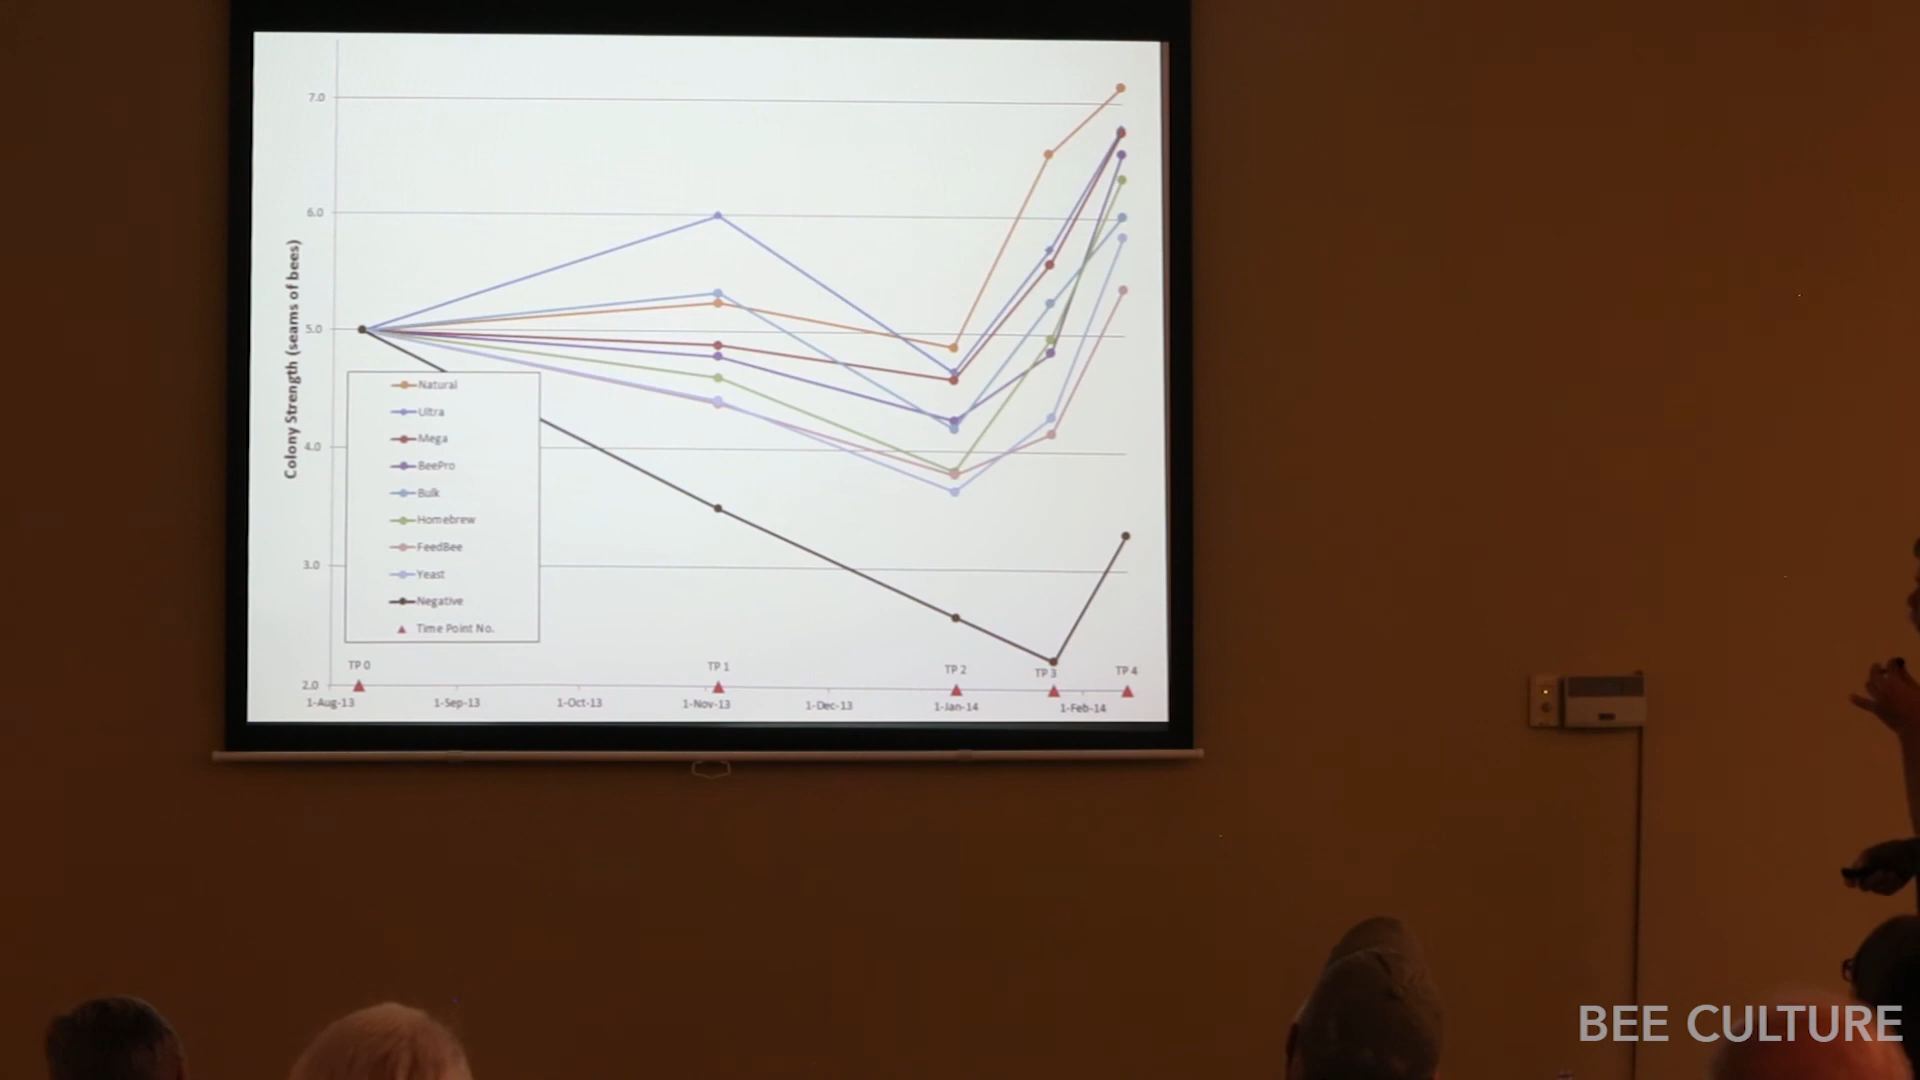 7.0
6.0
5.0
4.0
3.0
2.0
Colony Strength (seams of bees)
Natural
Ultra
Mega
BeePro
Bulk
Homebrew
FeedBee
Yeast
Negative
Time Point No.
TP 0
TP 1
TP 2
TP 3
TP 4
1-Aug-13
1-Sep-13
1-Oct-13
1-Nov-13
1-Dec-13
1-Jan-14
1-Feb-14
BEE CULTURE